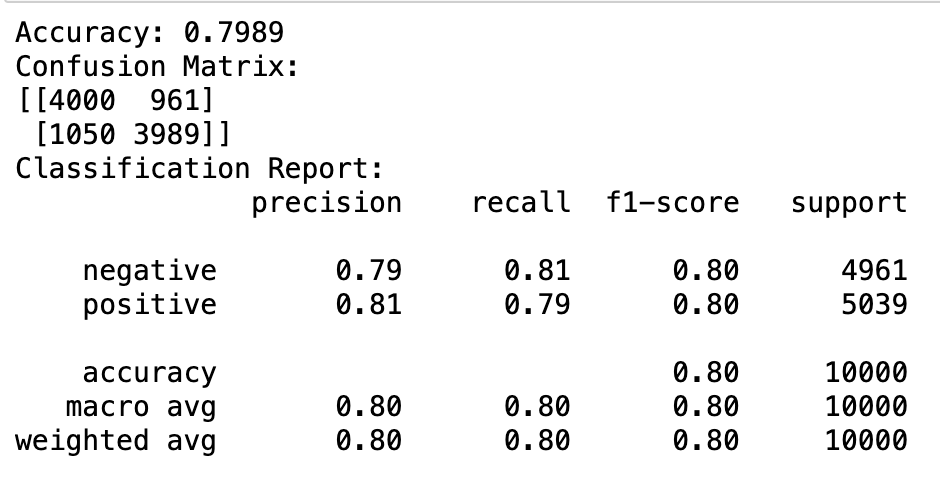 Accuracy: 0.7989
Confusion Matrix:
[[4000  961]
 [1050 3989]]
Classification Report:
              precision    recall  f1-score   support

    negative       0.79      0.81      0.80      4961
    positive       0.81      0.79      0.80      5039

    accuracy                           0.80     10000
   macro avg       0.80      0.80      0.80     10000
weighted avg       0.80      0.80      0.80     10000